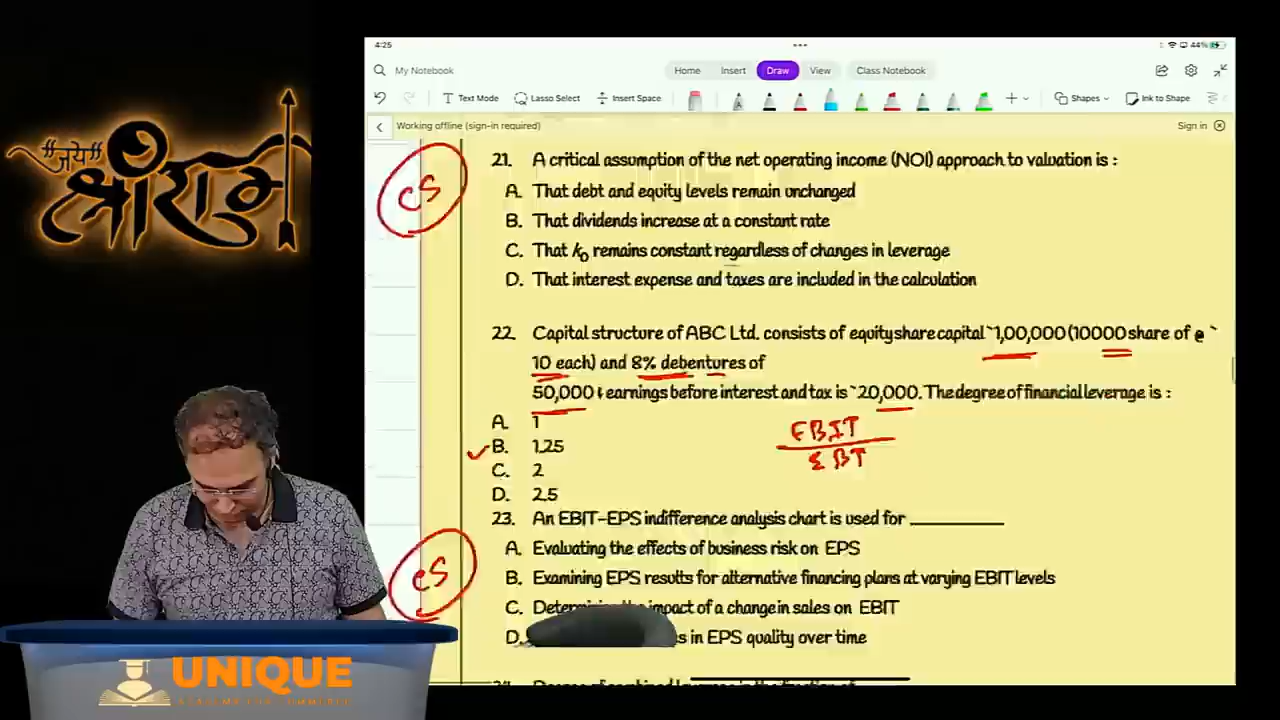 "जय"
श्रीराम
4:25
44%
My Notebook
Home Insert Draw View Class Notebook
Text Mode Lasso Select Insert Space Shapes Ink to Shape
Working offline (sign-in required) Sign in
CS
21. A critical assumption of the net operating income (NOI) approach to valuation is :
A. That debt and equity levels remain unchanged
B. That dividends increase at a constant rate
C. That k₀ remains constant regardless of changes in leverage
D. That interest expense and taxes are included in the calculation
22. Capital structure of ABC Ltd. consists of equity share capital `1,00,000 (10000 share of `
10 each) and 8% debentures of
50,000 & earnings before interest and tax is `20,000. The degree of financial leverage is :
A. 1
B. 1.25
C. 2
D. 2.5
EBIT
EBT
CS
23. An EBIT-EPS indifference analysis chart is used for __________
A. Evaluating the effects of business risk on EPS
B. Examining EPS results for alternative financing plans at varying EBIT levels
C. impact of a change in sales on EBIT
D. in EPS quality over time
UNIQUE